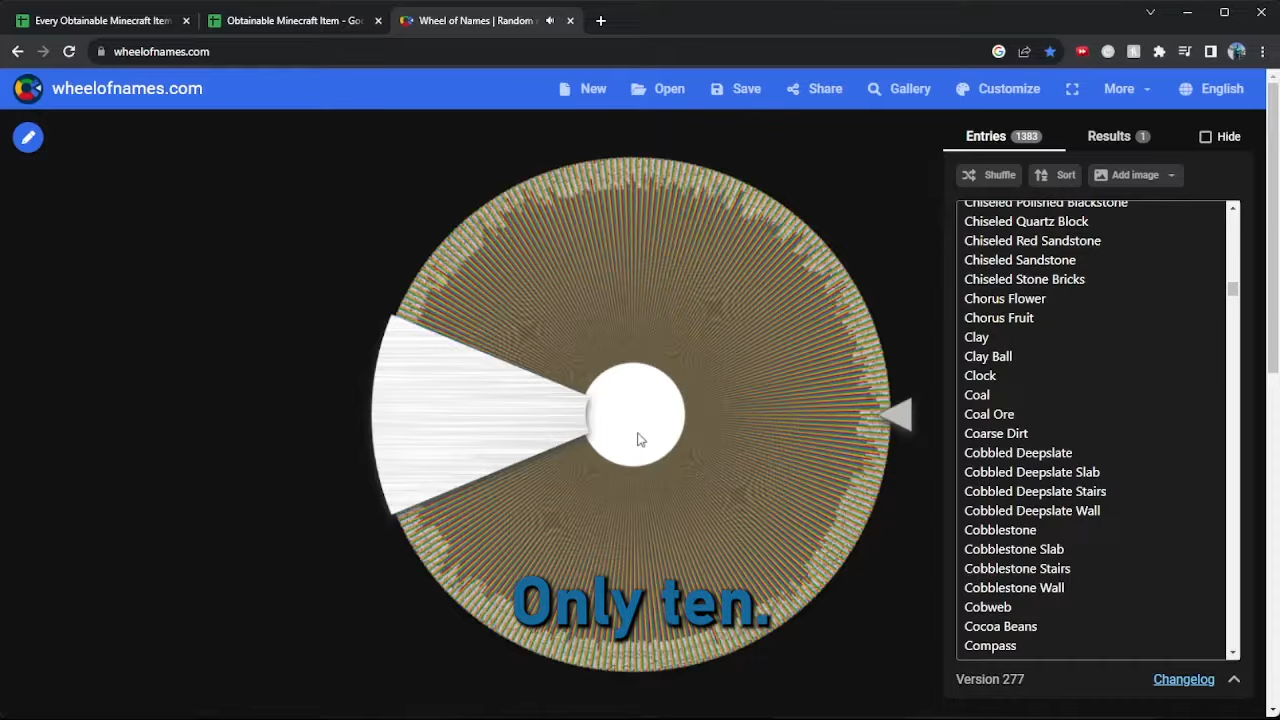 Every Obtainable Minecraft Item
Obtainable Minecraft Item - Goo
Wheel of Names | Random
wheelofnames.com
wheelofnames.com
New
Open
Save
Share
Gallery
Customize
More
English
Entries 1383
Results 1
Hide
Shuffle
Sort
Add image
Chiseled Polished Blackstone
Chiseled Quartz Block
Chiseled Red Sandstone
Chiseled Sandstone
Chiseled Stone Bricks
Chorus Flower
Chorus Fruit
Clay
Clay Ball
Clock
Coal
Coal Ore
Coarse Dirt
Cobbled Deepslate
Cobbled Deepslate Slab
Cobbled Deepslate Stairs
Cobbled Deepslate Wall
Cobblestone
Cobblestone Slab
Cobblestone Stairs
Cobblestone Wall
Cobweb
Cocoa Beans
Compass
Only ten.
Version 277
Changelog